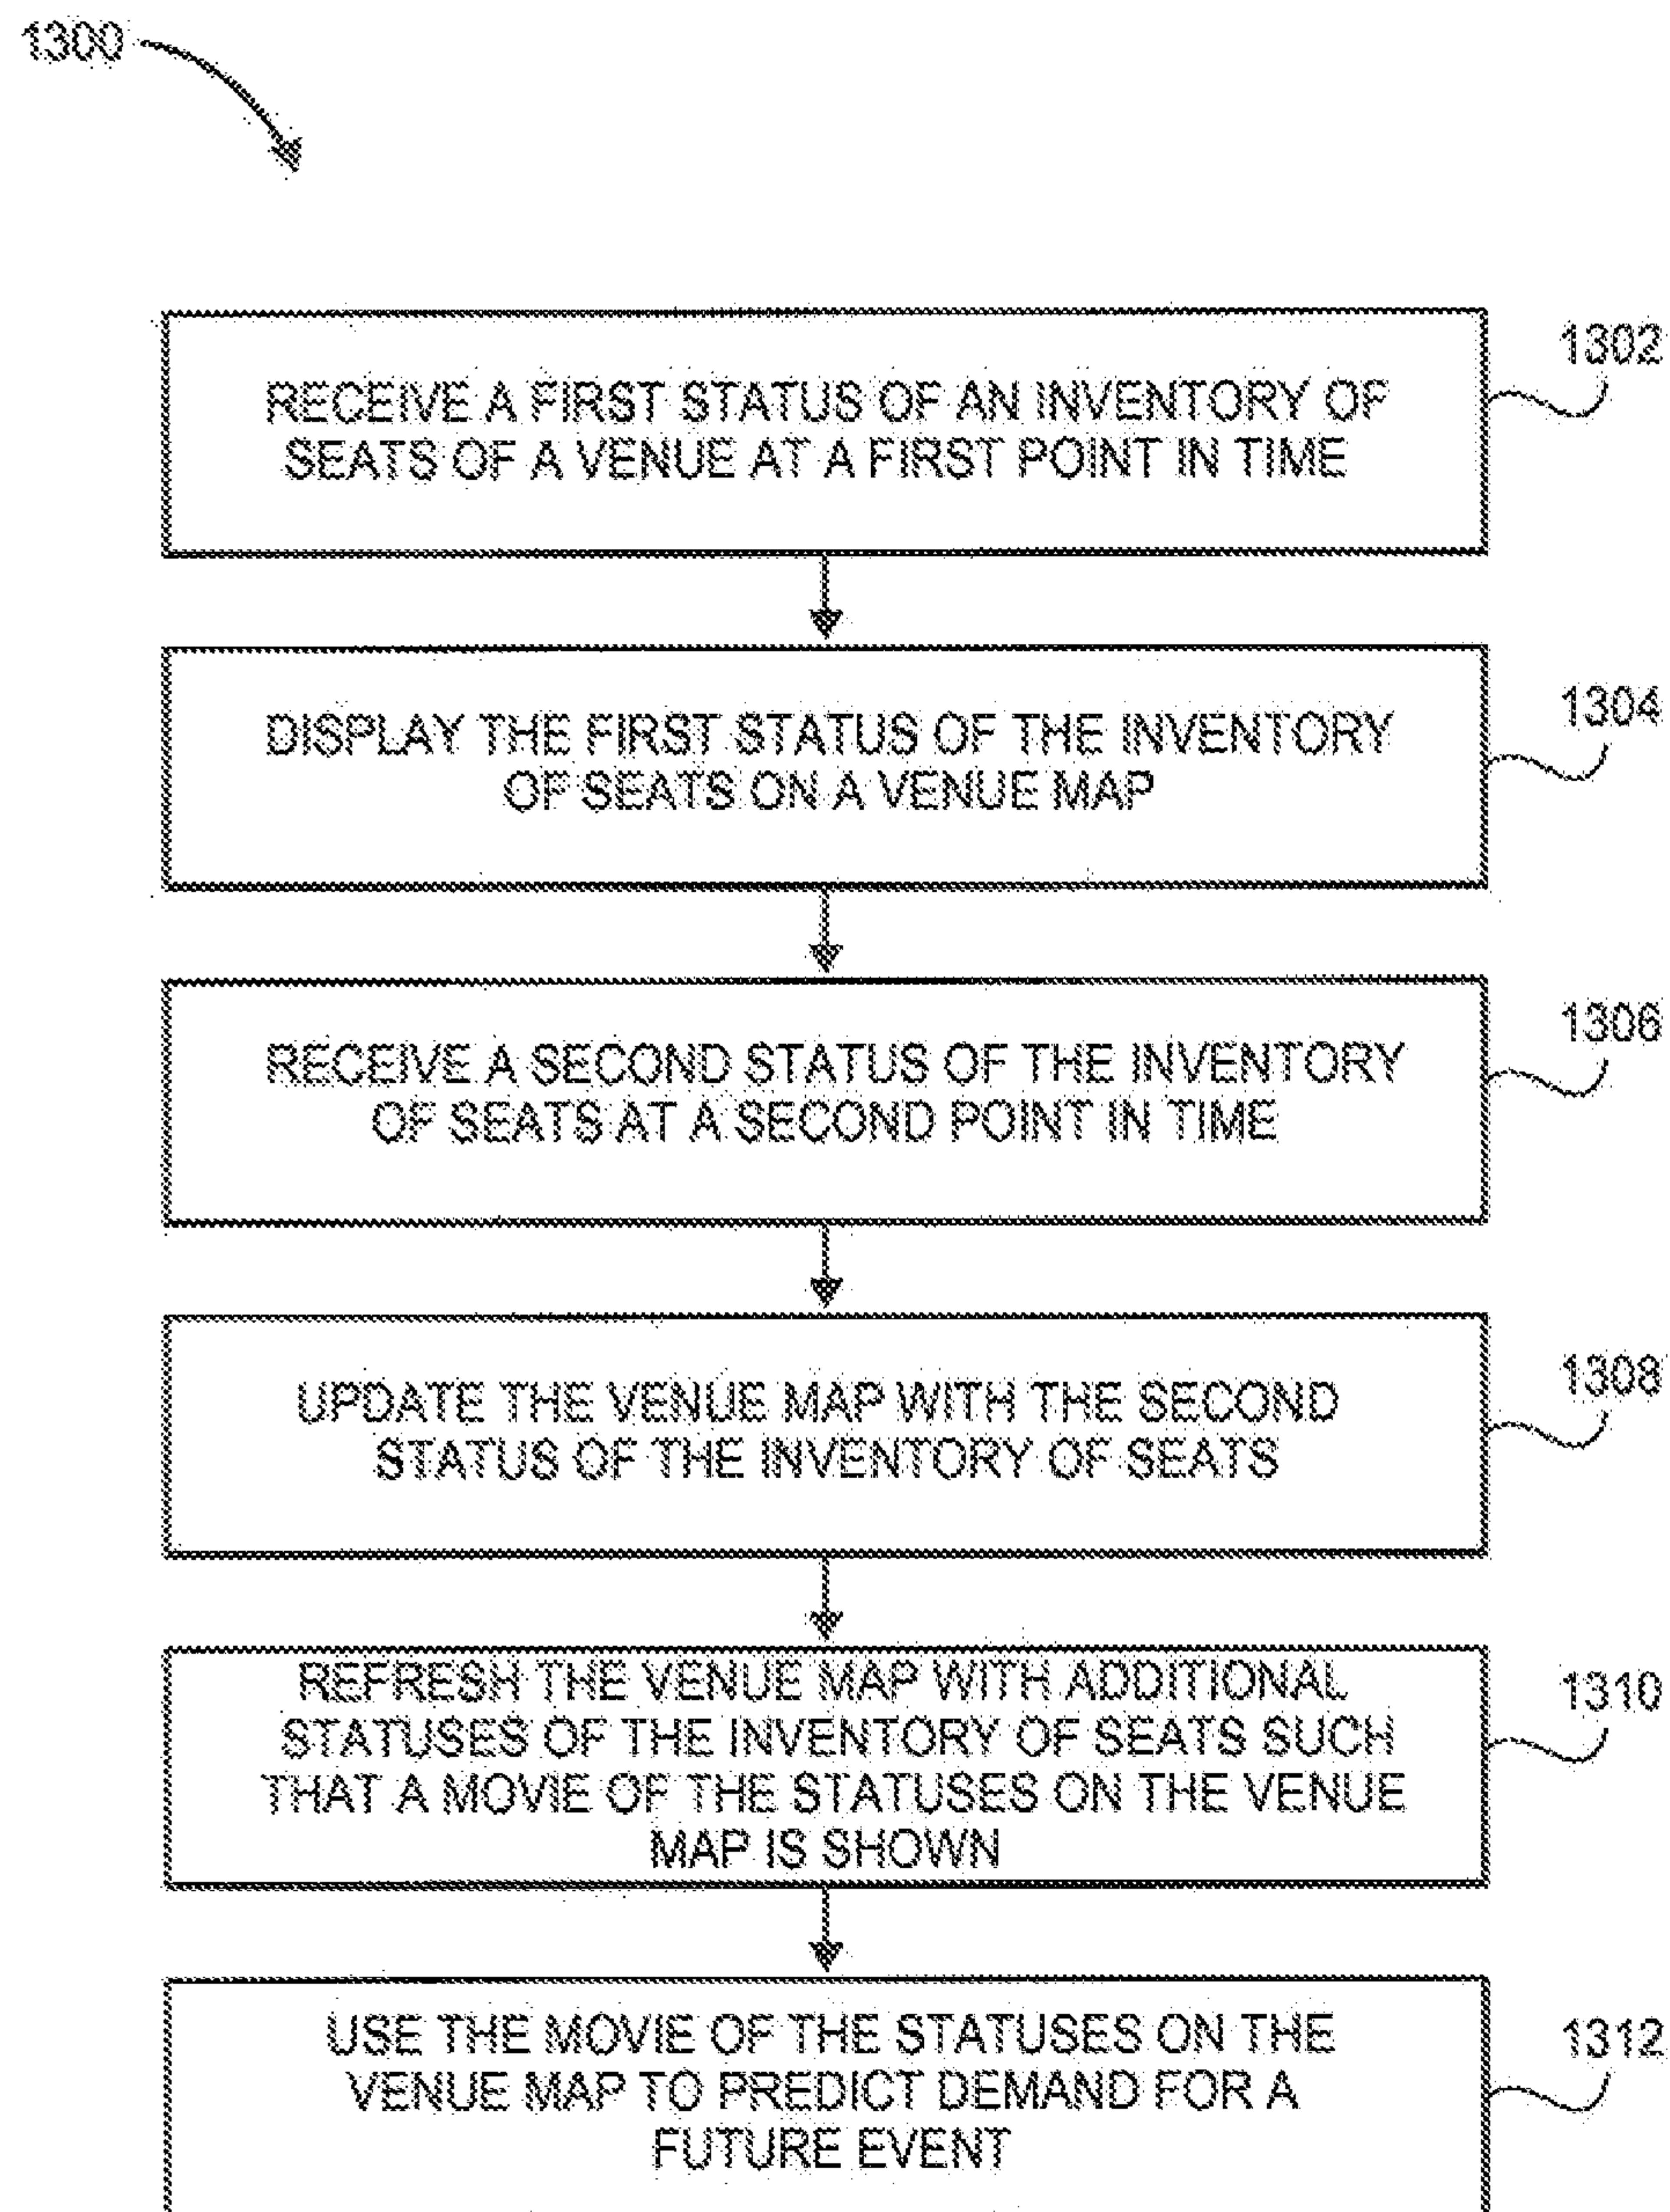 1300
RECEIVE A FIRST STATUS OF AN INVENTORY OF
SEATS OF A VENUE AT A FIRST POINT IN TIME
1302
DISPLAY THE FIRST STATUS OF THE INVENTORY
OF SEATS ON A VENUE MAP
1304
RECEIVE A SECOND STATUS OF THE INVENTORY
OF SEATS AT A SECOND POINT IN TIME
1306
UPDATE THE VENUE MAP WITH THE SECOND
STATUS OF THE INVENTORY OF SEATS
1308
REFRESH THE VENUE MAP WITH ADDITIONAL
STATUSES OF THE INVENTORY OF SEATS SUCH
THAT A MOVIE OF THE STATUSES ON THE VENUE
MAP IS SHOWN
1310
USE THE MOVIE OF THE STATUSES ON THE
VENUE MAP TO PREDICT DEMAND FOR A
FUTURE EVENT
1312